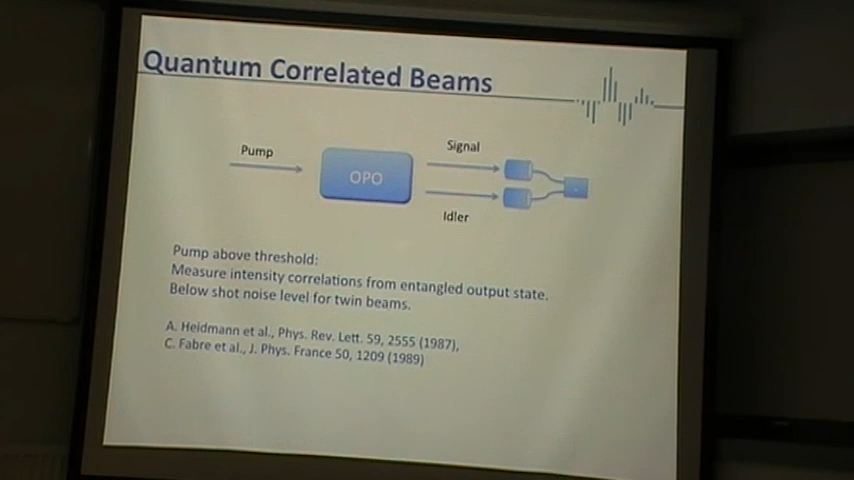 Quantum Correlated Beams
Pump
OPO
Signal
Idler
Pump above threshold:
Measure intensity correlations from entangled output state.
Below shot noise level for twin beams.
A. Heidmann et al., Phys. Rev. Lett. 59, 2555 (1987),
C. Fabre et al., J. Phys. France 50, 1209 (1989)